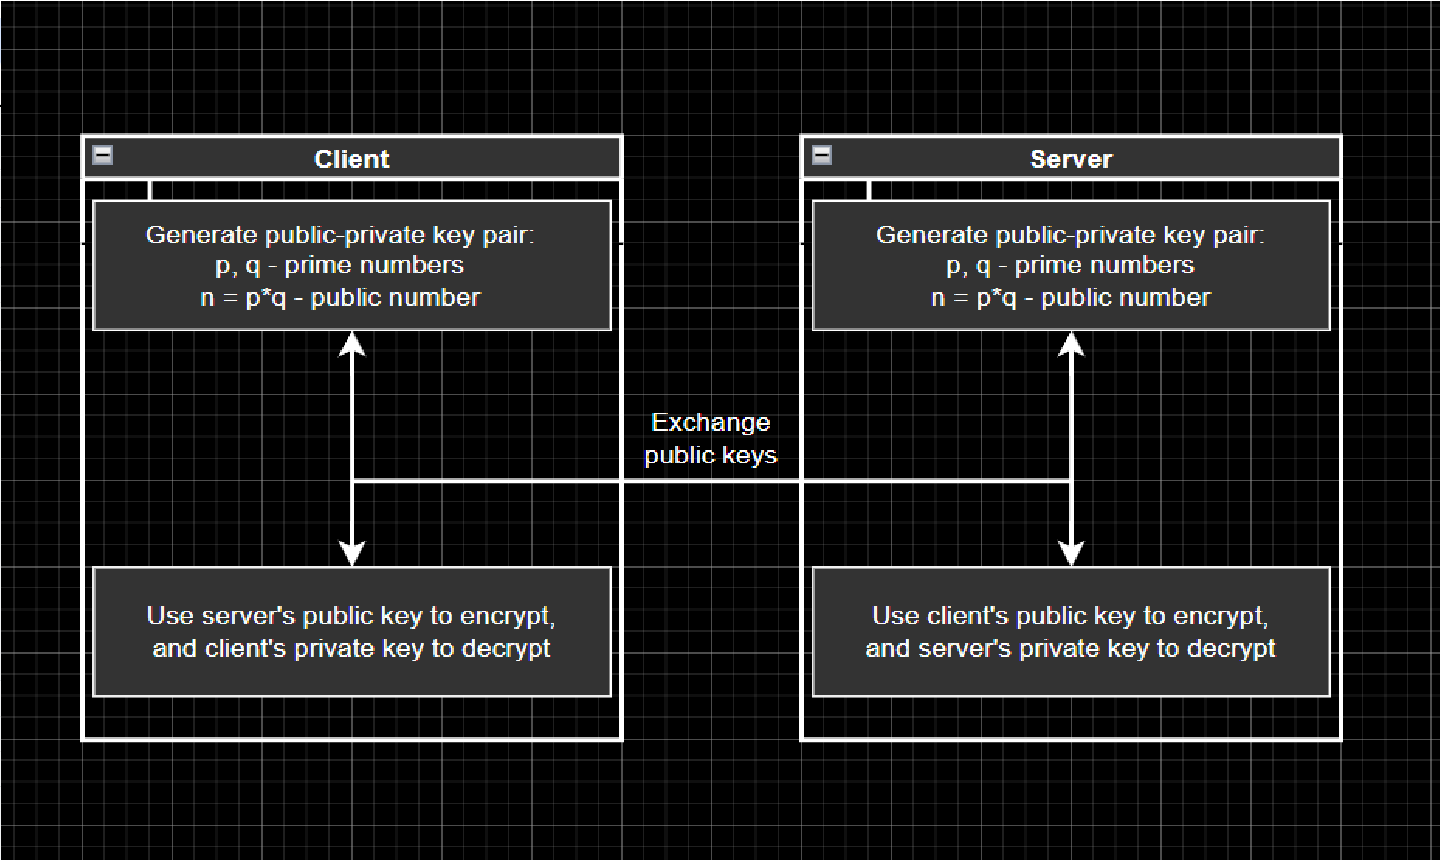 Client
Generate public-private key pair:
p, q - prime numbers
n = p*q - public number
Use server's public key to encrypt,
and client's private key to decrypt
Exchange
public keys
Server
Generate public-private key pair:
p, q - prime numbers
n = p*q - public number
Use client's public key to encrypt,
and server's private key to decrypt